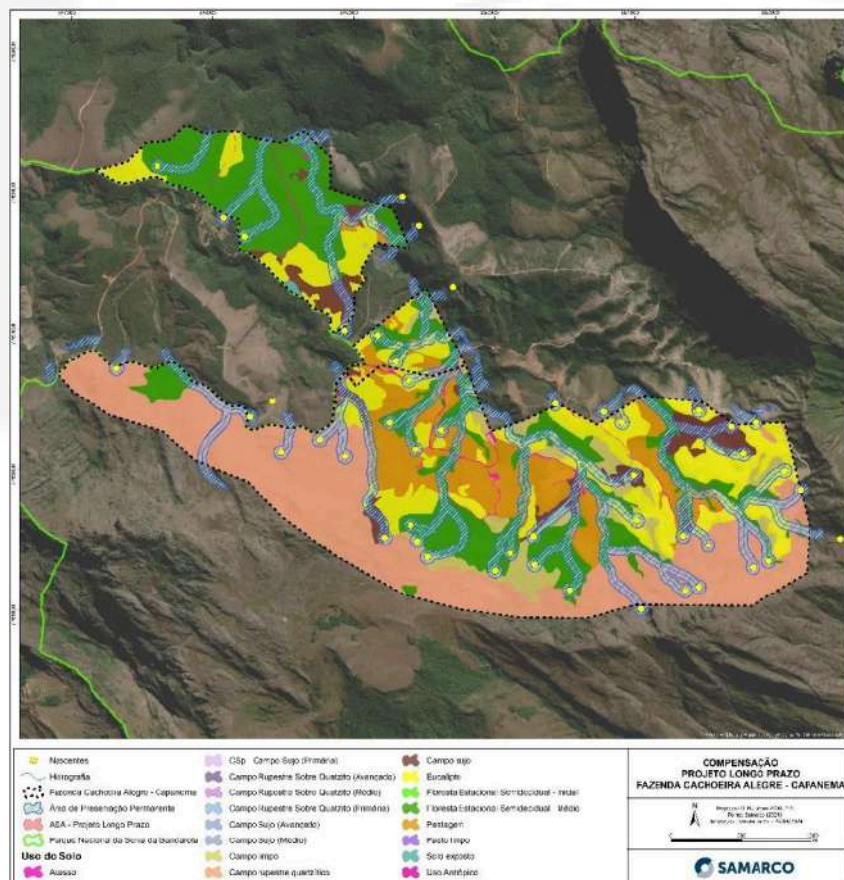 Nascentes
Hidrografia
Fazenda Cachoeira Alegre - Capanema
Área de Preservação Permanente
ADA - Projeto Longo Prazo
Parque Nacional da Serra da Gandarela
Uso do Solo
Acesso
CSp - Campo Sujo (Primária)
Campo Rupestre Sobre Quatzito (Avançado)
Campo Rupestre Sobre Quatzito (Médio)
Campo Rupestre Sobre Quatzito (Primária)
Campo Sujo (Avançado)
Campo Sujo (Médio)
Campo limpo
Campo rupestre quartzítico
Campo sujo
Eucalipto
Floresta Estacional Semidecidual - Inicial
Floresta Estacional Semidecidual - Médio
Pastagem
Pasto limpo
Solo exposto
Uso Antrópico
COMPENSAÇÃO
PROJETO LONGO PRAZO
FAZENDA CACHOEIRA ALEGRE - CAPANEMA
N
SAMARCO